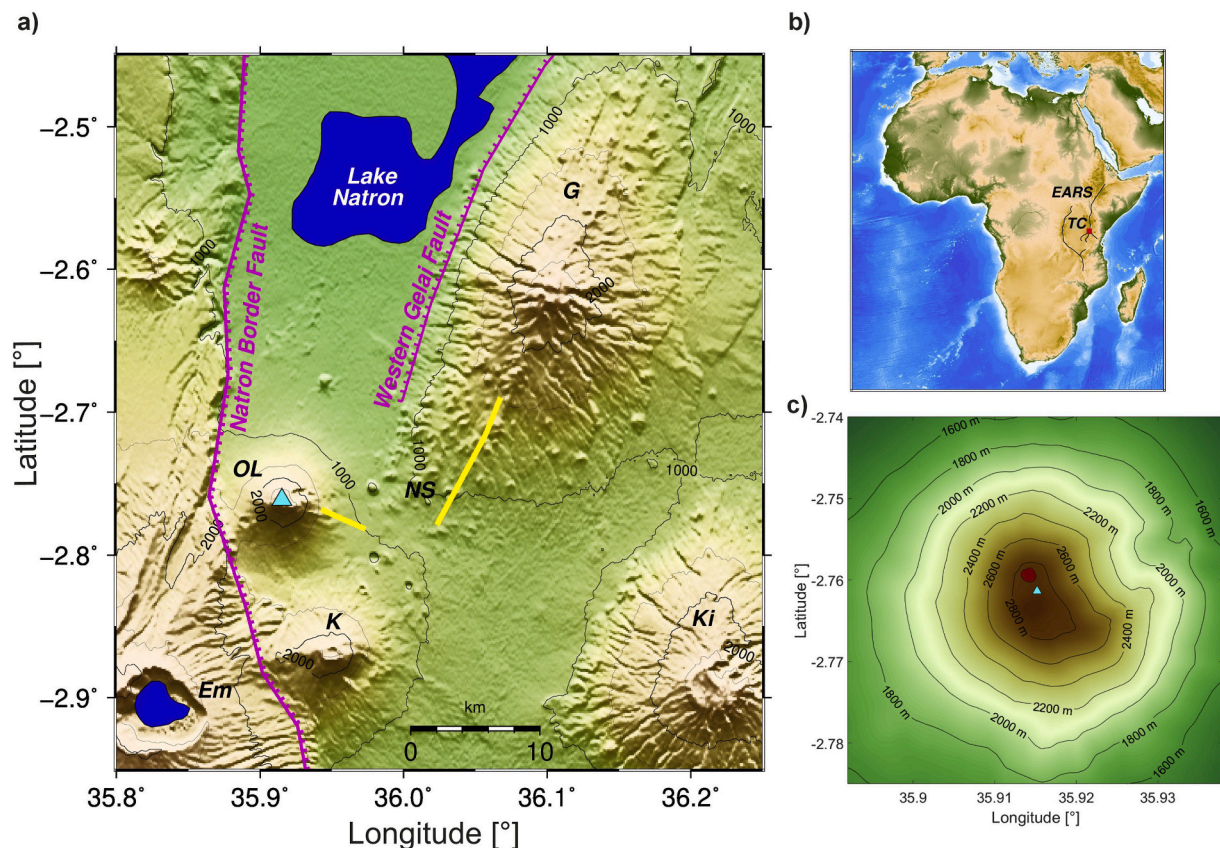 a)
−2.5°
−2.6°
−2.7°
−2.8°
−2.9°
Latitude [°]
35.8°
35.9°
36.0°
36.1°
36.2°
Longitude [°]
Lake
Natron
Natron Border Fault
Western Gelai Fault
G
1000
1000
1000
2000
1000
1000
1000
OL
2000
2000
NS
K
2000
Em
Ki
2000
km
0
10
b)
EARS
TC
c)
-2.74
-2.75
-2.76
-2.77
-2.78
Latitude [°]
35.9
35.91
35.92
35.93
Longitude [°]
1600 m
1600 m
1800 m
1800 m
2000 m
2200 m
2200 m
2000 m
2400 m
2600 m
2600 m
2000 m
2800 m
2400 m
2200 m
1800 m
2000 m
1800 m
1600 m